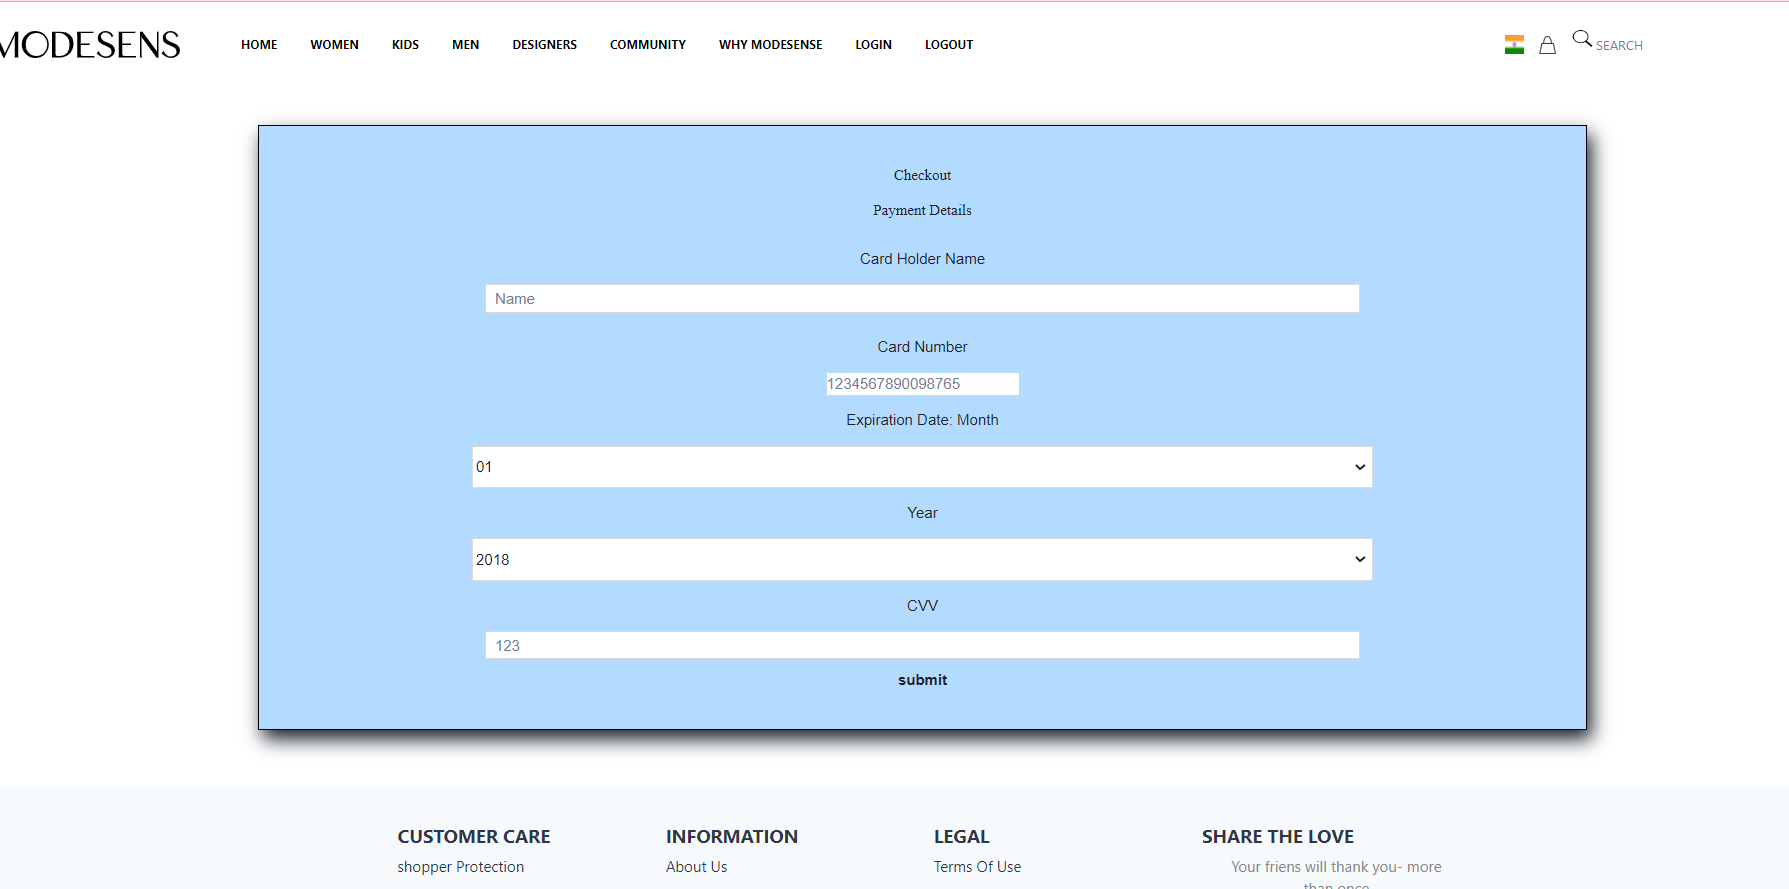 MODESENS
HOME WOMEN KIDS MEN DESIGNERS COMMUNITY WHY MODESENSE LOGIN LOGOUT SEARCH
Checkout
Payment Details
Card Holder Name
Name
Card Number
1234567890098765
Expiration Date: Month
01
Year
2018
CVV
123
submit
CUSTOMER CARE INFORMATION LEGAL SHARE THE LOVE
shopper Protection About Us Terms Of Use Your friens will thank you- more
than once